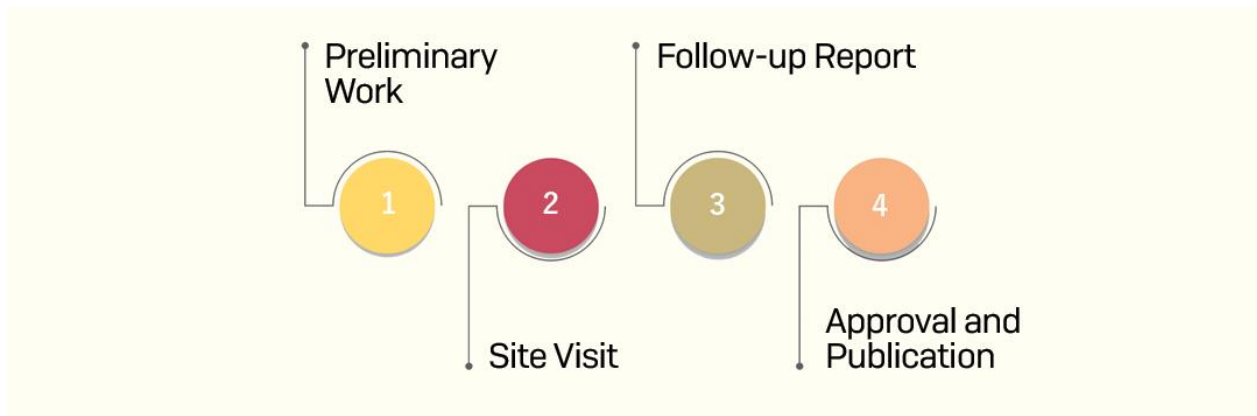 Preliminary
Work
1
2
Site Visit
Follow-up Report
3
4
Approval and
Publication